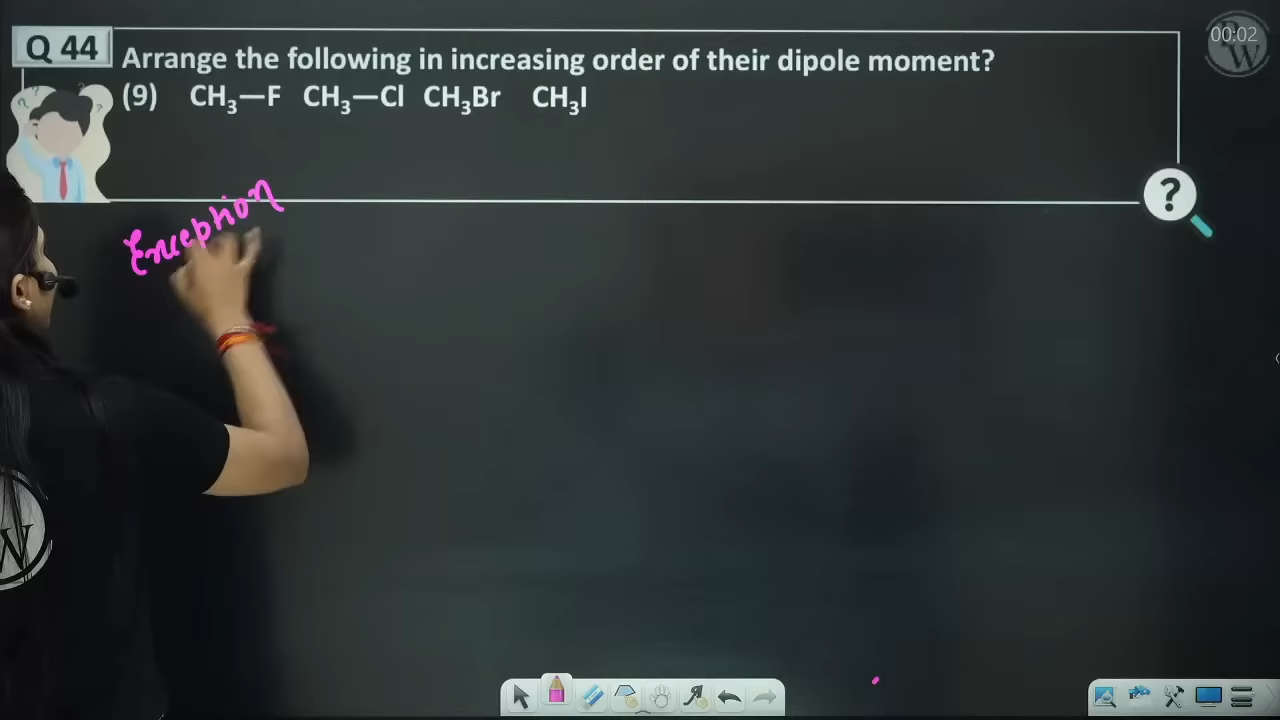 00:02
Q 44 Arrange the following in increasing order of their dipole moment?
(9) CH₃—F CH₃—Cl CH₃Br CH₃I
Exception
?
W